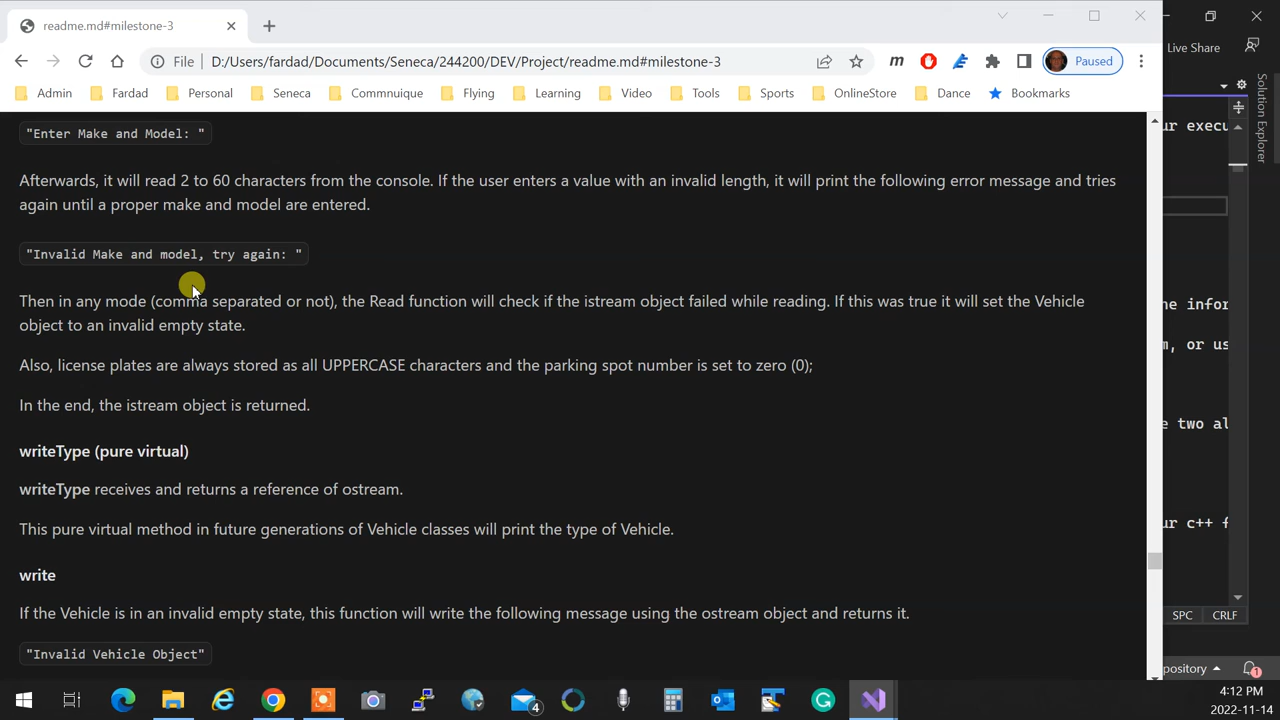 readme.md#milestone-3
Live Share
File D:/Users/fardad/Documents/Seneca/244200/DEV/Project/readme.md#milestone-3
m
Paused
Admin Fardad Personal Seneca Commnuique Flying Coding Video Tools Sports OnlineStore Dance Bookmarks
Solution Explorer
"Enter Make and Model: "
ur execu
Afterwards, it will read 2 to 60 characters from the console. If the user enters a value with an invalid length, it will print the following error message and tries
again until a proper make and model are entered.
"Invalid Make and model, try again: "
Then in any mode (comma separated or not), the Read function will check if the istream object failed while reading. If this was true it will set the Vehicle
he infor
object to an invalid empty state.
m, or us
Also, license plates are always stored as all UPPERCASE characters and the parking spot number is set to zero (0);
In the end, the istream object is returned.
e two al
writeType (pure virtual)
writeType receives and returns a reference of ostream.
This pure virtual method in future generations of Vehicle classes will print the type of Vehicle.
ur c++ f
write
If the Vehicle is in an invalid empty state, this function will write the following message using the ostream object and returns it.
SPC CRLF
"Invalid Vehicle Object"
pository
1
4
4:12 PM
2022-11-14